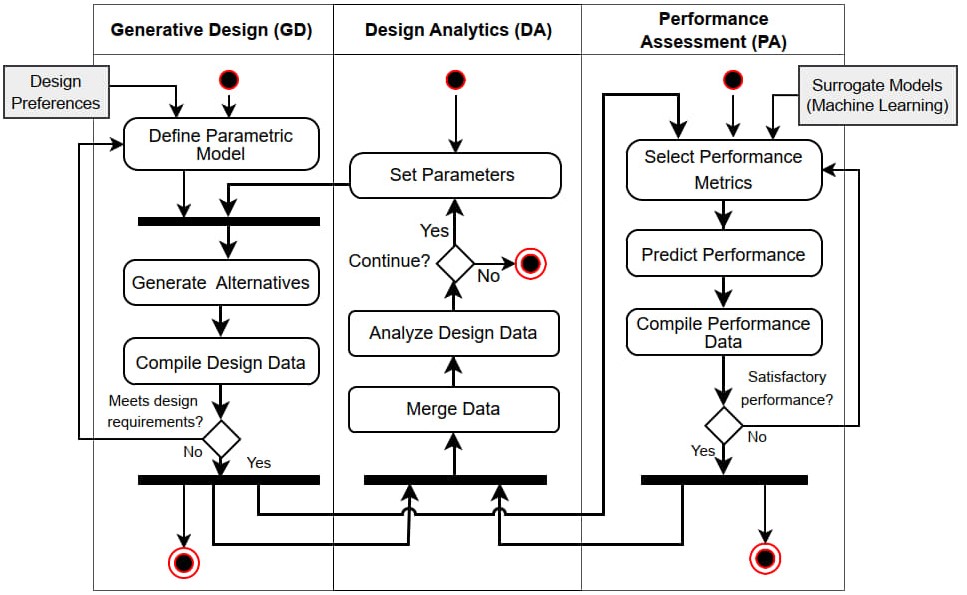 Generative Design (GD)
Design Analytics (DA)
Performance
Assessment (PA)
Design
Preferences
Surrogate Models
(Machine Learning)
Define Parametric
Model
Generate  Alternatives
Compile Design Data
Meets design
requirements?
No
Yes
Set Parameters
Yes
Continue?
No
Analyze Design Data
Merge Data
Select Performance
Metrics
Predict Performance
Compile Performance
Data
Satisfactory
performance?
No
Yes